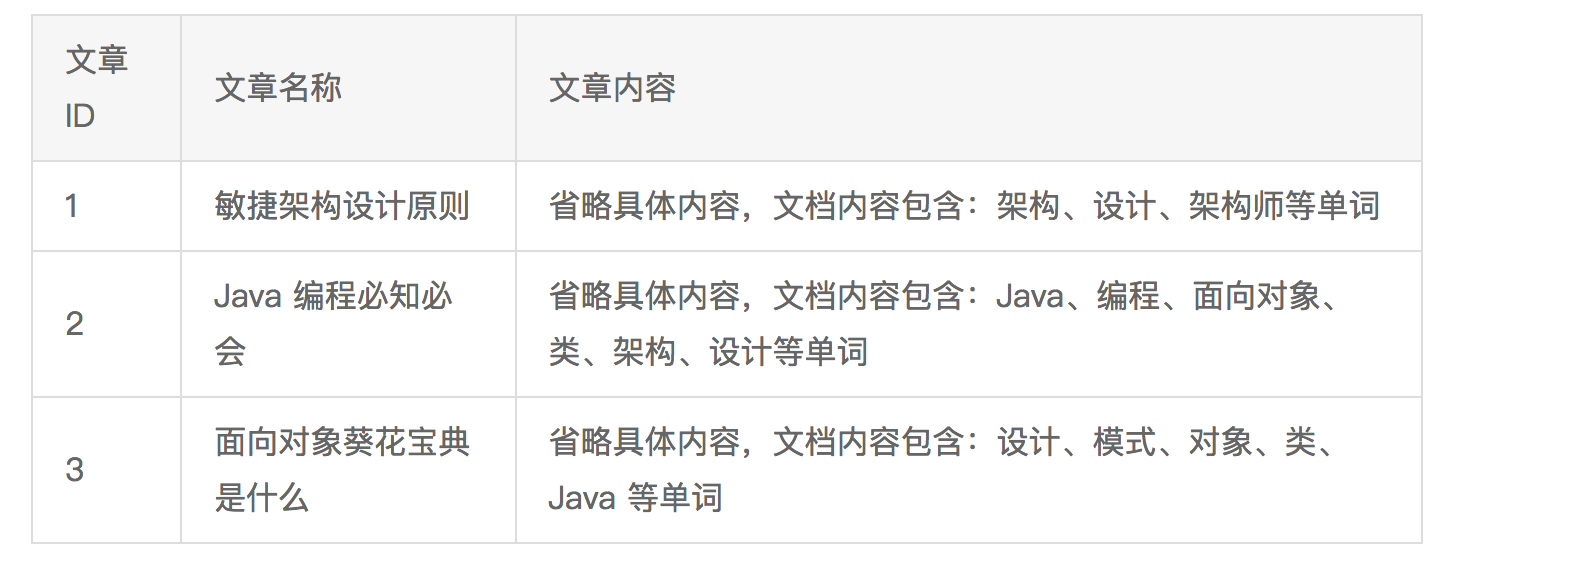 文章
ID
文章名称
文章内容
1
敏捷架构设计原则
省略具体内容，文档内容包含：架构、设计、架构师等单词
2
Java 编程必知必
会
省略具体内容，文档内容包含：Java、编程、面向对象、
类、架构、设计等单词
3
面向对象葵花宝典
是什么
省略具体内容，文档内容包含：设计、模式、对象、类、
Java 等单词